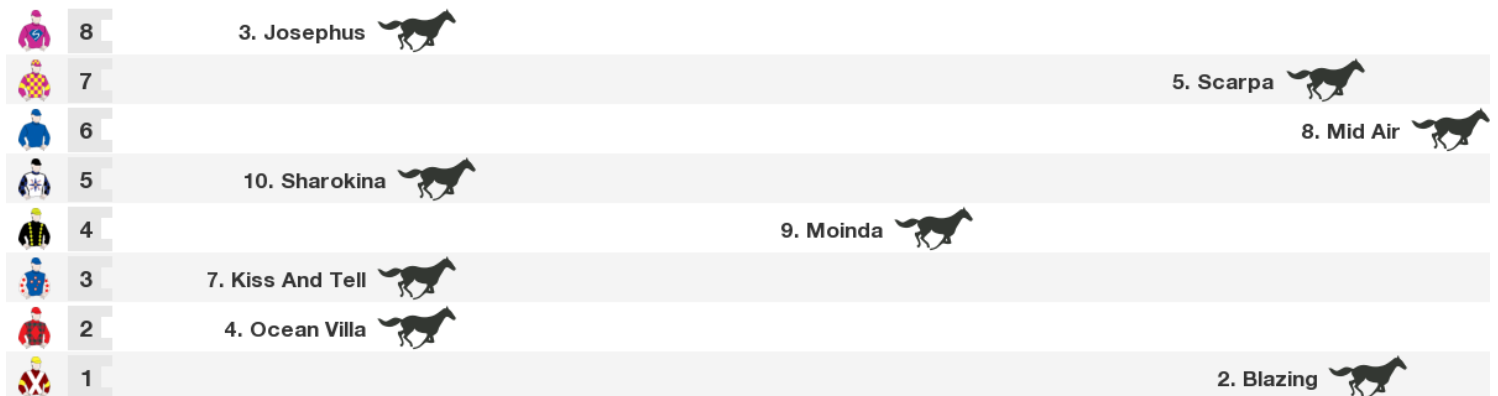 8 3. Josephus
7 5. Scarpa
6 8. Mid Air
5 10. Sharokina
4 9. Moinda
3 7. Kiss And Tell
2 4. Ocean Villa
1 2. Blazing